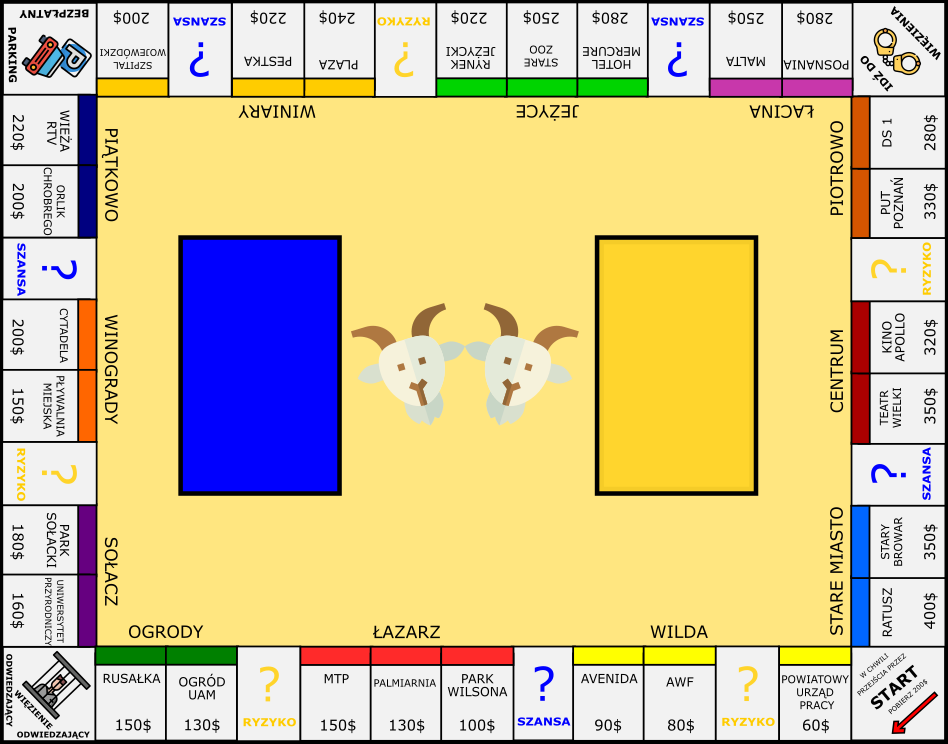 BEZPŁATNY
PARKING
SZPITAL
WOJEWÓDZKI
200$
SZANSA
?
PESTKA
220$
PLAZA
240$
RYZYKO
?
RYNEK
JEŻYCKI
220$
STARE
ZOO
250$
HOTEL
MERCURE
280$
SZANSA
?
MALTA
250$
POSNANIA
280$
IDŹ DO
WIĘZIENIA
WINIARY
JEŻYCE
ŁACINA
WIEŻA
RTV
220$
ORLIK
CHROBREGO
200$
PIĄTKOWO
?
SZANSA
CYTADELA
200$
PŁYWALNIA
MIEJSKA
150$
WINOGRADY
?
RYZYKO
PARK
SOŁACKI
180$
UNIWERSYTET
PRZYRODNICZY
160$
SOŁACZ
PIOTROWO
DS 1
280$
PUT
POZNAŃ
330$
?
RYZYKO
CENTRUM
KINO
APOLLO
320$
TEATR
WIELKI
350$
?
SZANSA
STARE MIASTO
STARY
BROWAR
350$
RATUSZ
400$
OGRODY
ŁAZARZ
WILDA
ODWIEDZAJĄCY
WIĘZIENIE
ODWIEDZAJĄCY
RUSAŁKA
150$
OGRÓD
UAM
130$
?
RYZYKO
MTP
150$
PALMIARNIA
130$
PARK
WILSONA
100$
?
SZANSA
AVENIDA
90$
AWF
80$
?
RYZYKO
POWIATOWY
URZĄD
PRACY
60$
W CHWILI
PRZEJŚCIA PRZEZ
START
POBIERZ 200$